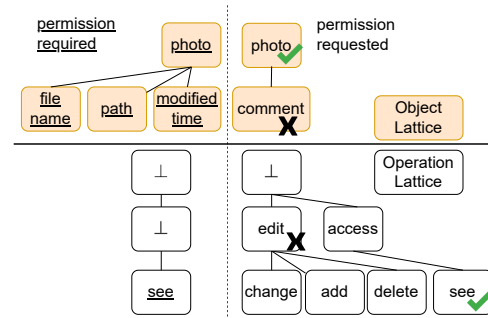 permission
required
photo
photo
permission
requested
file
name
path
modified
time
comment
Object
Lattice
⊥
⊥
Operation
Lattice
⊥
edit
access
see
change
add
delete
see